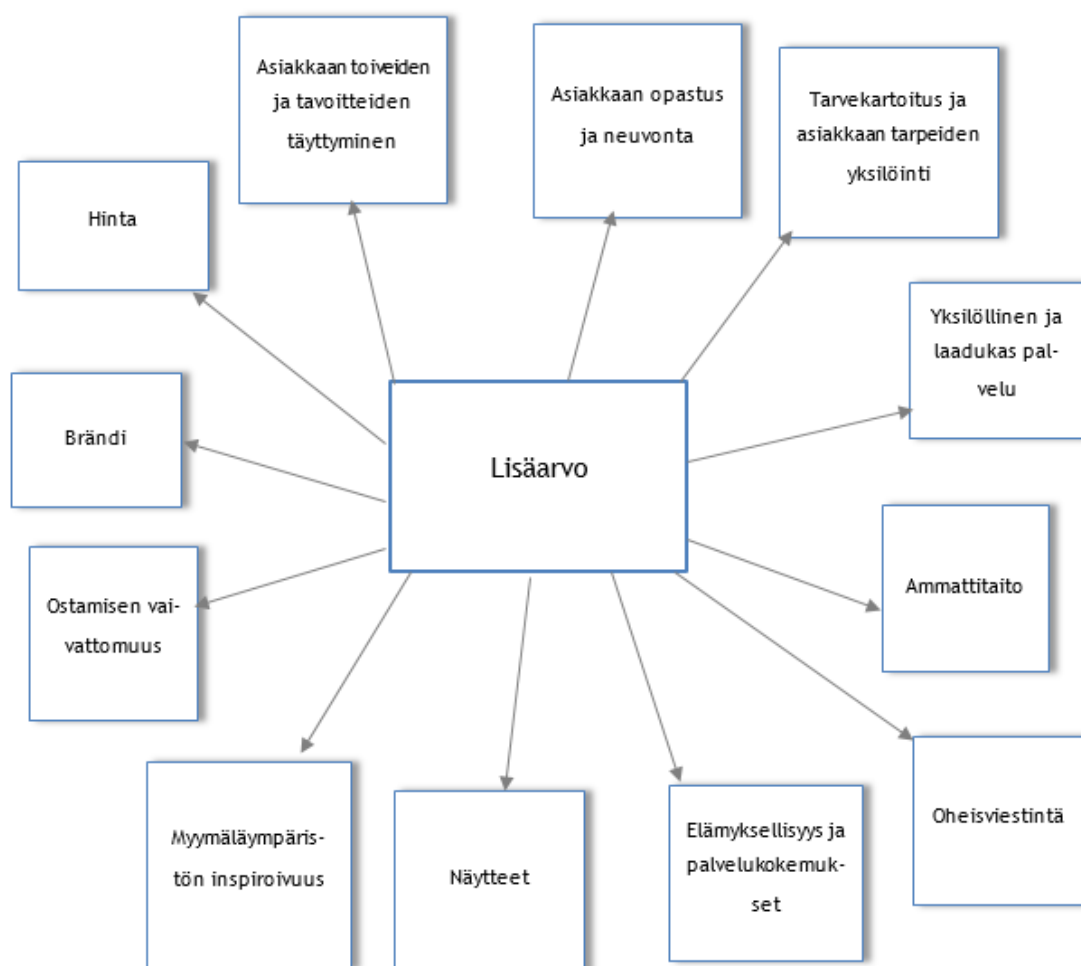 Asiakkaan toiveiden
ja tavoitteiden
täyttyminen
Asiakkaan opastus
ja neuvonta
Tarvekartoitus ja
asiakkaan tarpeiden
yksilöinti
Hinta
Yksilöllinen ja
laadukas pal-
velu
Brändi
Lisäarvo
Ostamisen vai-
vattomuus
Ammattitaito
Myymäläympäris-
tön inspiroivuus
Näytteet
Elämyksellisyys ja
palvelukokemuk-
set
Oheisviestintä